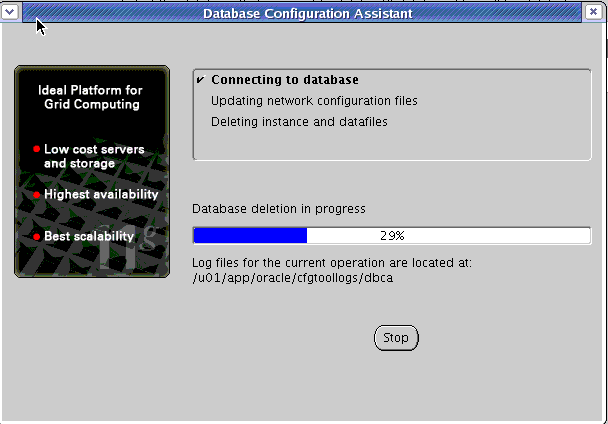 Database Configuration Assistant
Ideal Platform for
Grid Computing
Low cost servers
and storage
Highest availability
Best scalability
11g
Connecting to database
Updating network configuration files
Deleting instance and datafiles
Database deletion in progress
29%
Log files for the current operation are located at:
/u01/app/oracle/cfgtoollogs/dbca
Stop